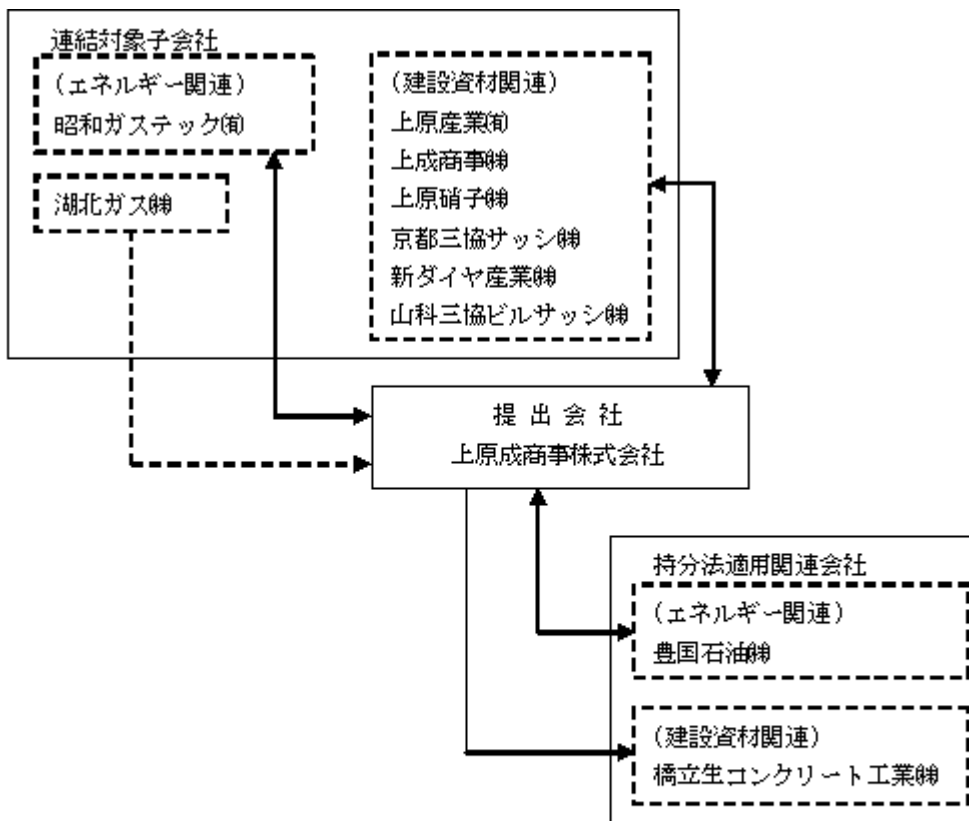 連結対象子会社
(エネルギー関連)
昭和ガステック㈲
湖北ガス㈱
(建設資材関連)
上原産業㈲
上成商事㈱
上原硝子㈱
京都三協サッシ㈱
新ダイヤ産業㈱
山科三協ビルサッシ㈱
提出会社
上原成商事株式会社
持分法適用関連会社
(エネルギー関連)
豊国石油㈱
(建設資材関連)
橋立生コンクリート工業㈱